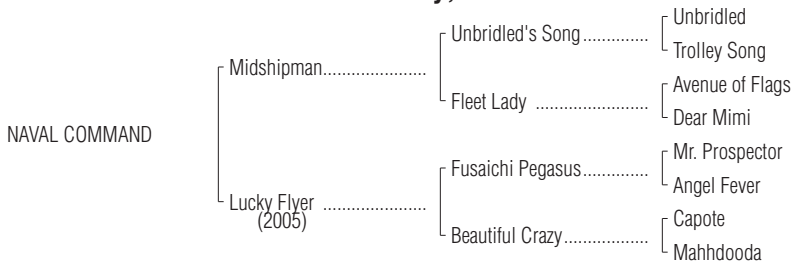 Unbridled
Unbridled's Song..............
Trolley Song
Midshipman......................
Avenue of Flags
Fleet Lady ........................
Dear Mimi
NAVAL COMMAND
Mr. Prospector
Fusaichi Pegasus..............
Angel Fever
Lucky Flyer ......................
(2005)
Capote
Beautiful Crazy..................
Mahhdooda